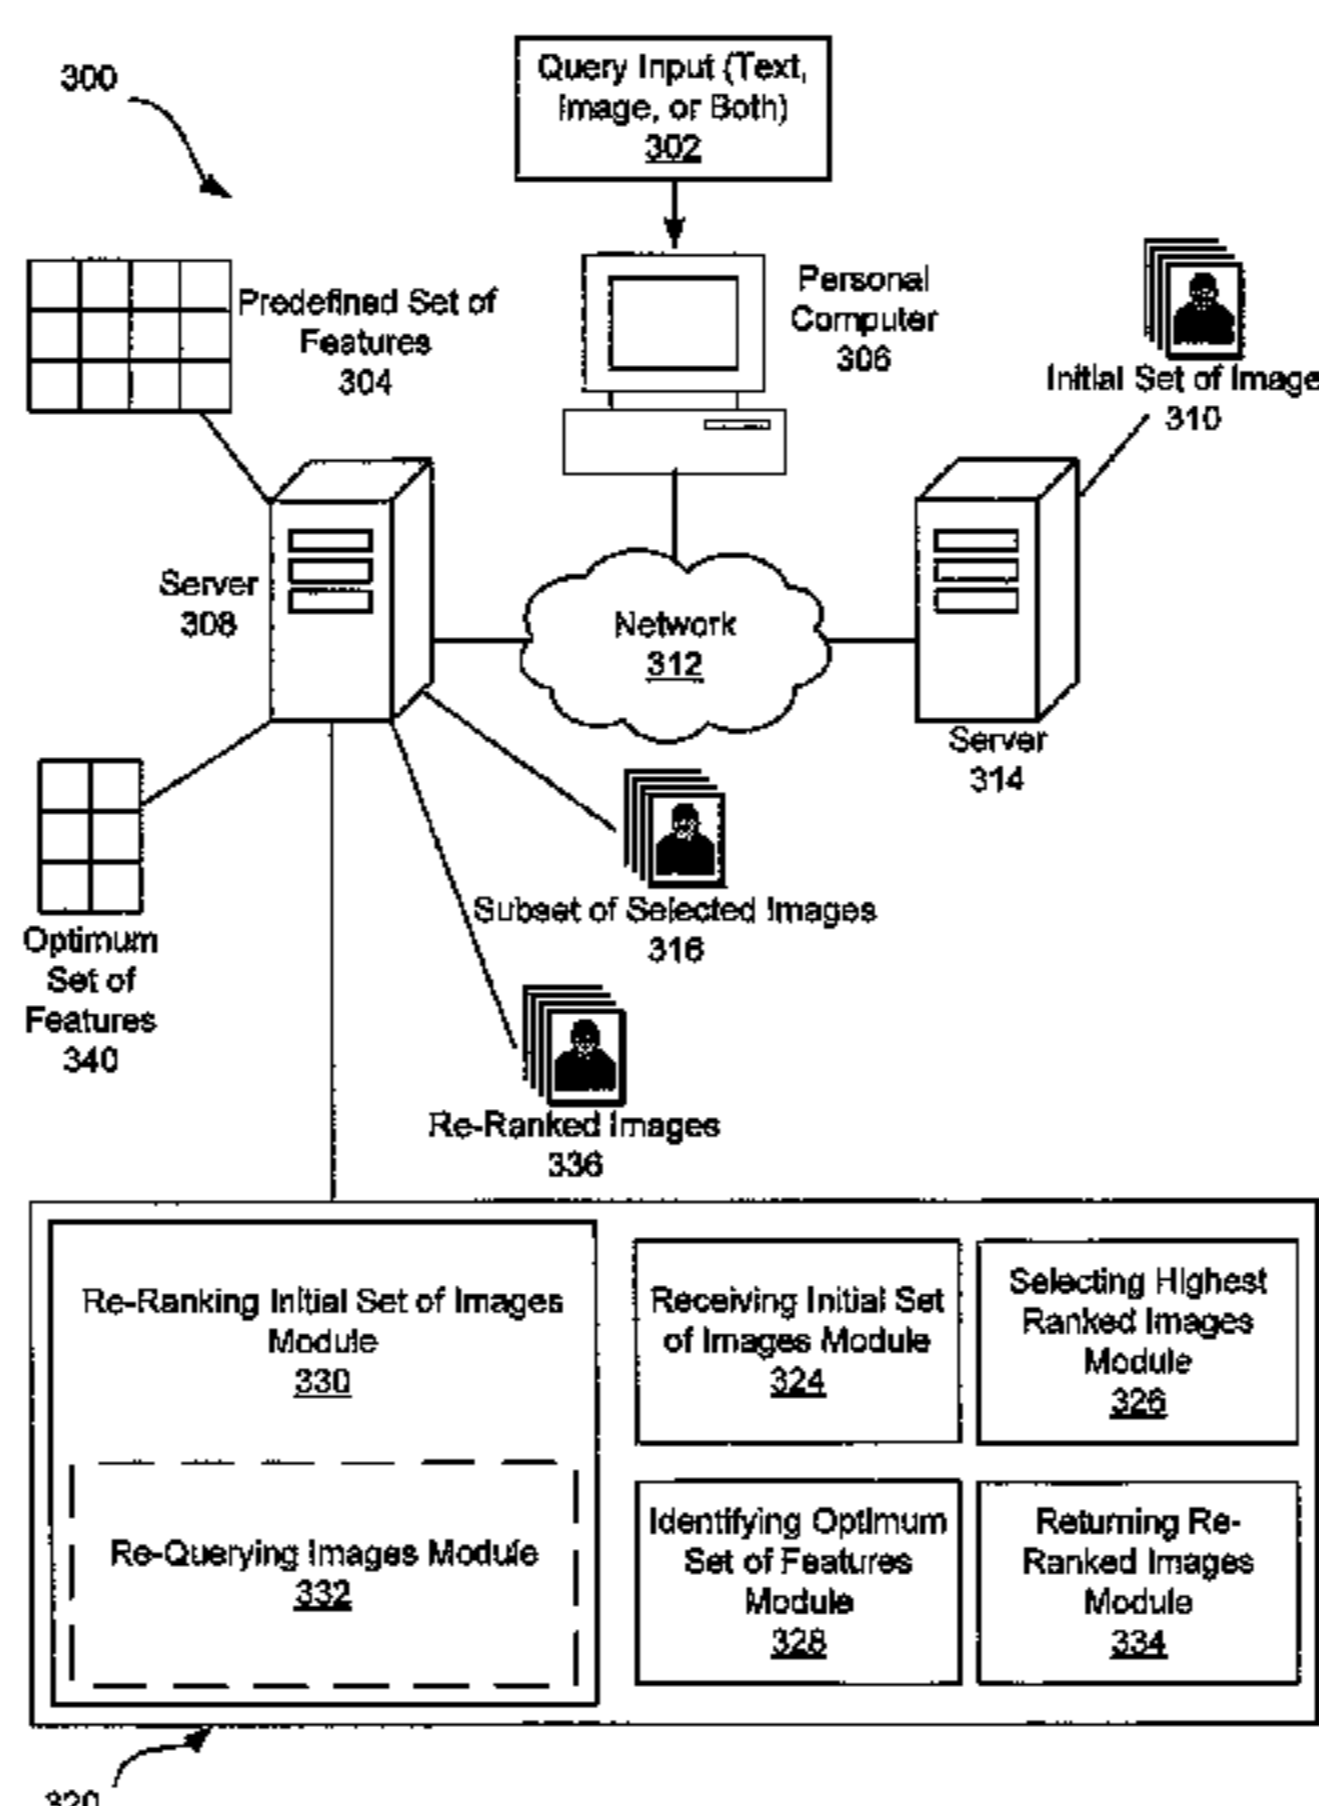 300
Query Input (Text,
Image, or Both)
302
Predefined Set of
Features
304
Personal
Computer
306
Initial Set of Image
310
Server
308
Network
312
Server
314
Optimum
Set of
Features
340
Subset of Selected Images
316
Re-Ranked Images
336
Re-Ranking Initial Set of Images
Module
330
Re-Querying Images Module
332
Receiving Initial Set
of Images Module
324
Selecting Highest
Ranked Images
Module
326
Identifying Optimum
Set of Features
Module
328
Returning Re-
Ranked Images
Module
334
320